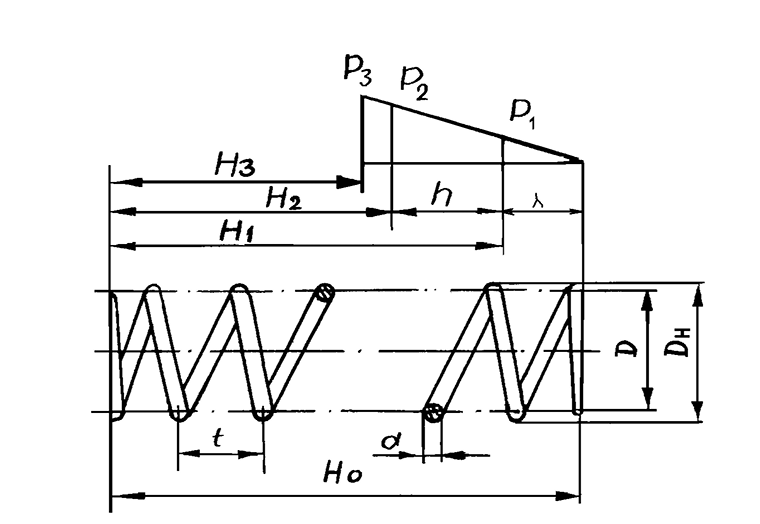 P3 P2
P1
H3
H2 h λ
H1
D DH
t d
H0